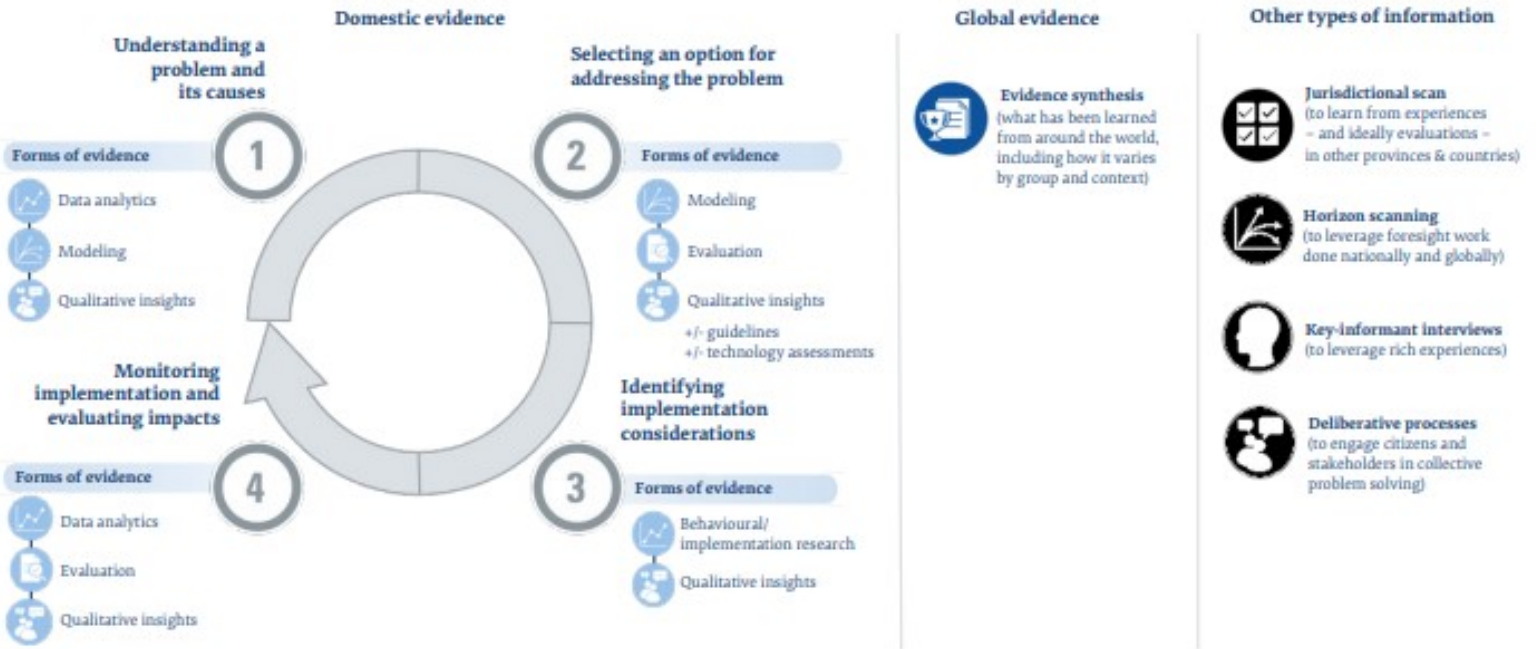 Domestic evidence
Understanding a
problem and
its causes
1
Forms of evidence
Data analytics
Modeling
Qualitative insights
Selecting an option for
addressing the problem
2
Forms of evidence
Modeling
Evaluation
Qualitative insights
+/- guidelines
+/- technology assessments
Identifying
implementation
considerations
3
Forms of evidence
Behavioural/
implementation research
Qualitative insights
Monitoring
implementation and
evaluating impacts
4
Forms of evidence
Data analytics
Evaluation
Qualitative insights
Global evidence
Evidence synthesis
(what has been learned
from around the world,
including how it varies
by group and context)
Other types of information
Jurisdictional scan
(to learn from experiences
– and ideally evaluations –
in other provinces & countries)
Horizon scanning
(to leverage foresight work
done nationally and globally)
Key-informant interviews
(to leverage rich experiences)
Deliberative processes
(to engage citizens and
stakeholders in collective
problem solving)